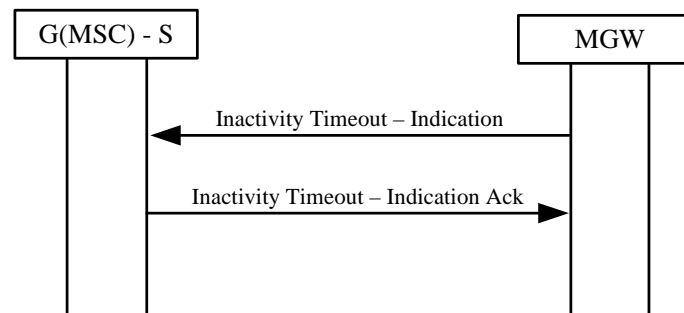 G(MSC) - S
MGW
Inactivity Timeout – Indication
Inactivity Timeout – Indication Ack